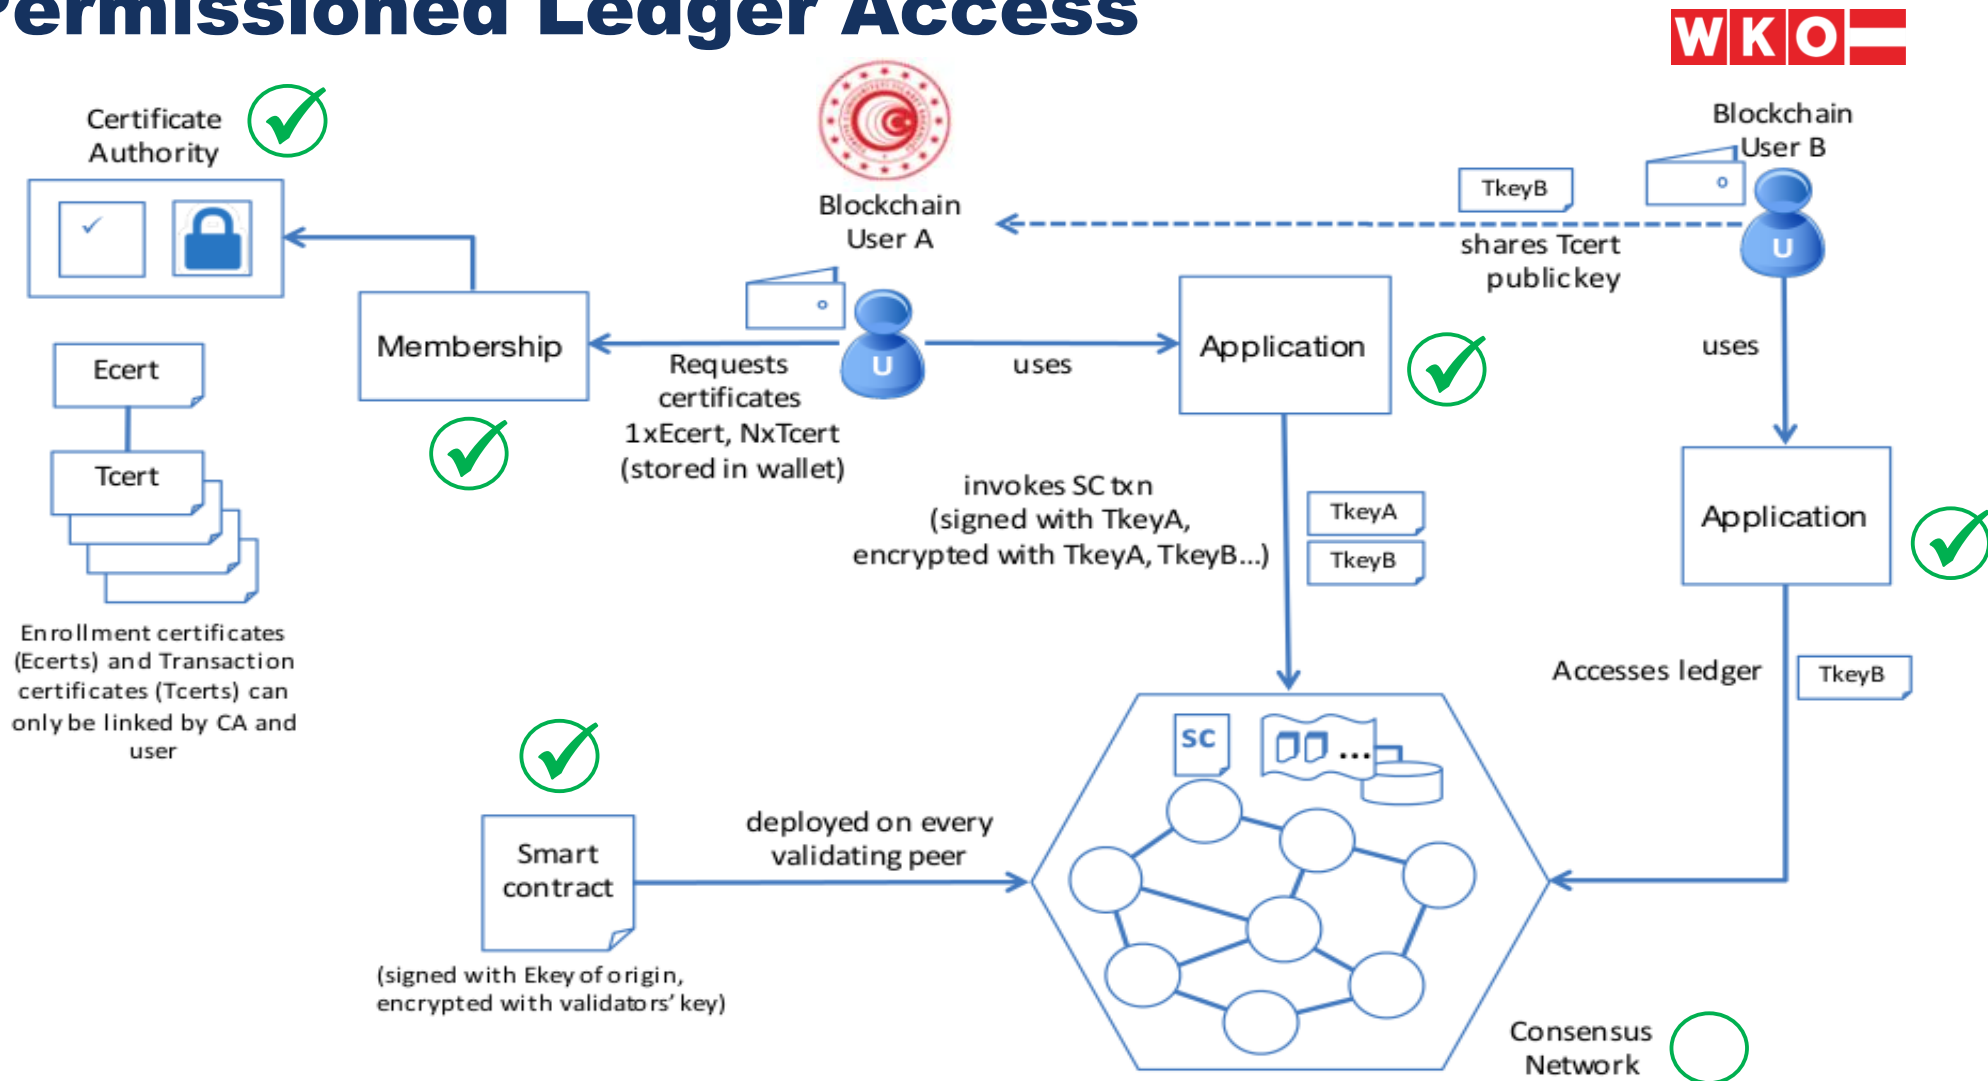 Permissioned Ledger Access
WKO
Certificate
Authority
Blockchain
User A
Blockchain
User B
TkeyB
shares Tcert
public key
Membership
Requests
certificates
1xEcert, NxTcert
(stored in wallet)
U
uses
Application
U
uses
Application
Ecert
Tcert
Enrollment certificates
(Ecerts) and Transaction
certificates (Tcerts) can
only be linked by CA and
user
invokes SC txn
(signed with TkeyA,
encrypted with TkeyA, TkeyB...)
TkeyA
TkeyB
Accesses ledger
TkeyB
Smart
contract
(signed with Ekey of origin,
encrypted with validators' key)
deployed on every
validating peer
SC
...
Consensus
Network